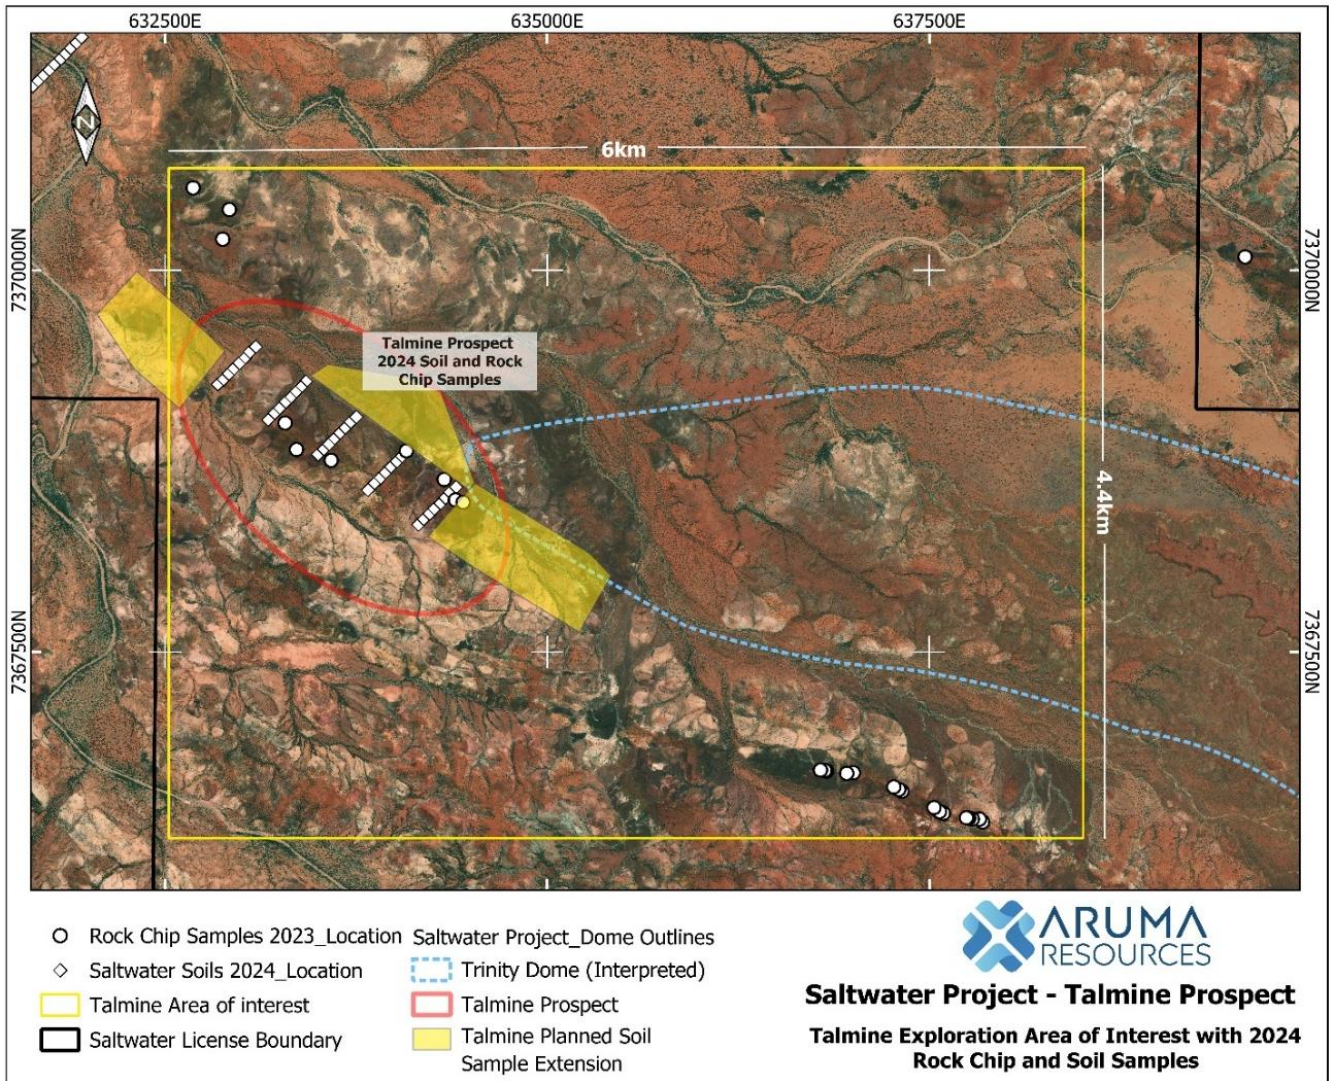 632500E
635000E
637500E
N
6km
7370000N
7370000N
Talmine Prospect
2024 Soil and Rock
Chip Samples
4.4km
7367500N
7367500N
Rock Chip Samples 2023_Location
Saltwater Soils 2024_Location
Talmine Area of interest
Saltwater License Boundary
Saltwater Project_Dome Outlines
Trinity Dome (Interpreted)
Talmine Prospect
Talmine Planned Soil
Sample Extension
ARUMA
RESOURCES
Saltwater Project - Talmine Prospect
Talmine Exploration Area of Interest with 2024
Rock Chip and Soil Samples